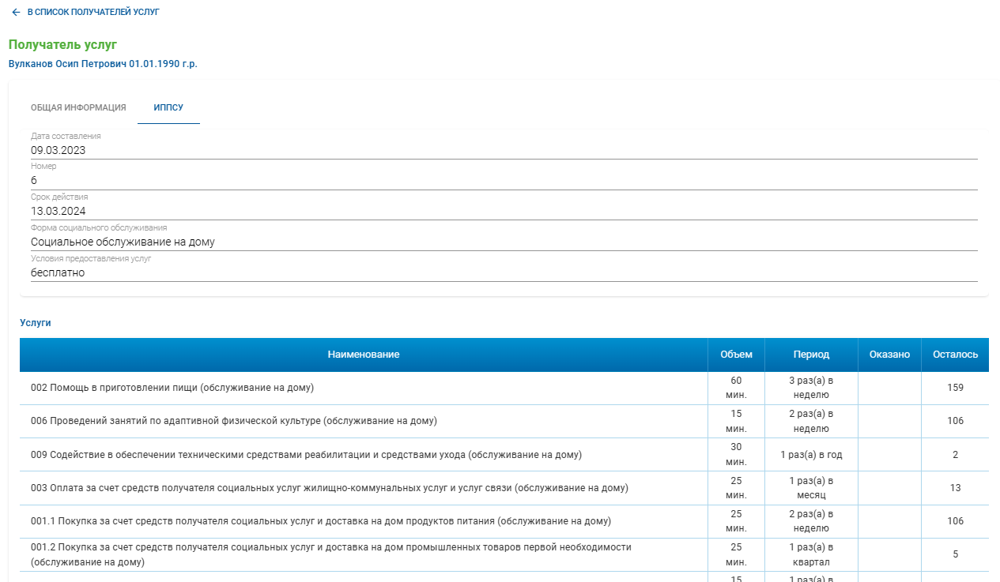 В СПИСОК ПОЛУЧАТЕЛЕЙ УСЛУГ
Получатель услуг
Вулканов Осип Петрович 01.01.1990 г.р.
ОБЩАЯ ИНФОРМАЦИЯ ИППСУ
Дата составления
09.03.2023
Номер
6
Срок действия
13.03.2024
Форма социального обслуживания
Социальное обслуживание на дому
Условия предоставления услуг
бесплатно
Услуги
Наименование Объем Период Оказано Осталось
002 Помощь в приготовлении пищи (обслуживание на дому) 60 мин. 3 раз(а) в неделю 159
006 Проведений занятий по адаптивной физической культуре (обслуживание на дому) 15 мин. 2 раз(а) в неделю 106
009 Содействие в обеспечении техническими средствами реабилитации и средствами ухода (обслуживание на дому) 30 мин. 1 раз(а) в год 2
003 Оплата за счет средств получателя социальных услуг жилищно-коммунальных услуг и услуг связи (обслуживание на дому) 25 мин. 1 раз(а) в месяц 13
001.1 Покупка за счет средств получателя социальных услуг и доставка на дом продуктов питания (обслуживание на дому) 25 мин. 2 раз(а) в неделю 106
001.2 Покупка за счет средств получателя социальных услуг и доставка на дом промышленных товаров первой необходимости
(обслуживание на дому) 25 мин. 1 раз(а) в квартал 5
15 1 раз(а) в